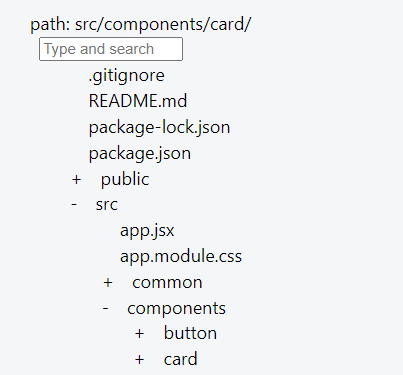 path: src/components/card/
Type and search
.gitignore
README.md
package-lock.json
package.json
+ public
- src
app.jsx
app.module.css
+ common
- components
+ button
+ card